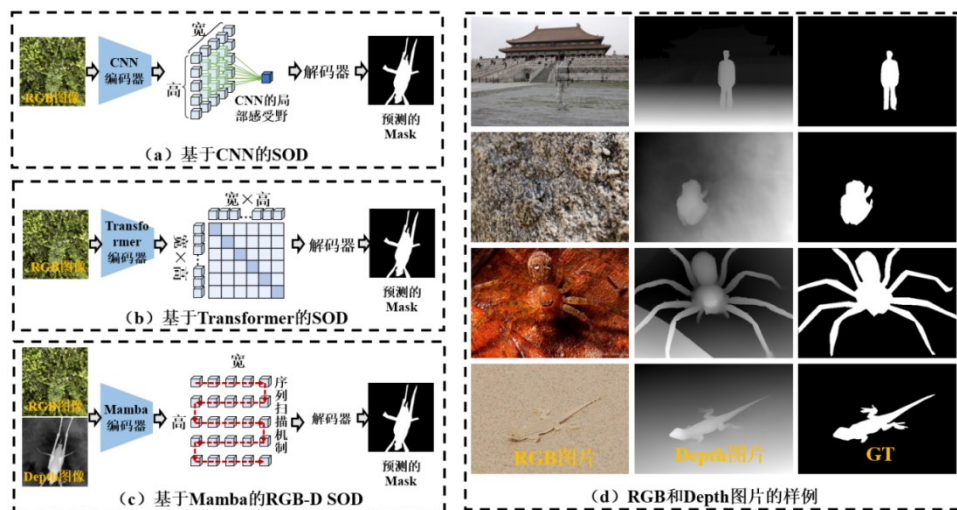 RGB图像
CNN
编码器
宽
高
CNN的局
部感受野
解码器
预测的
Mask
（a）基于CNN的SOD
RGB图像
Transfo
rmer
编码器
宽×高
宽×高
解码器
预测的
Mask
（b）基于Transformer的SOD
RGB图像
Depth图像
Mamba
编码器
宽
高
序列扫描机制
解码器
预测的
Mask
（c）基于Mamba的RGB-D SOD
RGB图片
Depth图片
GT
（d）RGB和Depth图片的样例